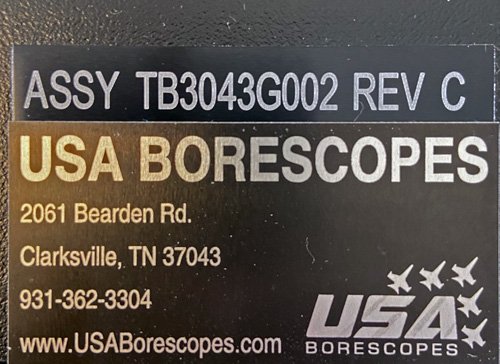 ASSY TB3043G002 REV C
USA BORESCOPES
2061 Bearden Rd.
Clarksville, TN 37043
931-362-3304
www.USABorescopes.com
USA
BORESCOPES